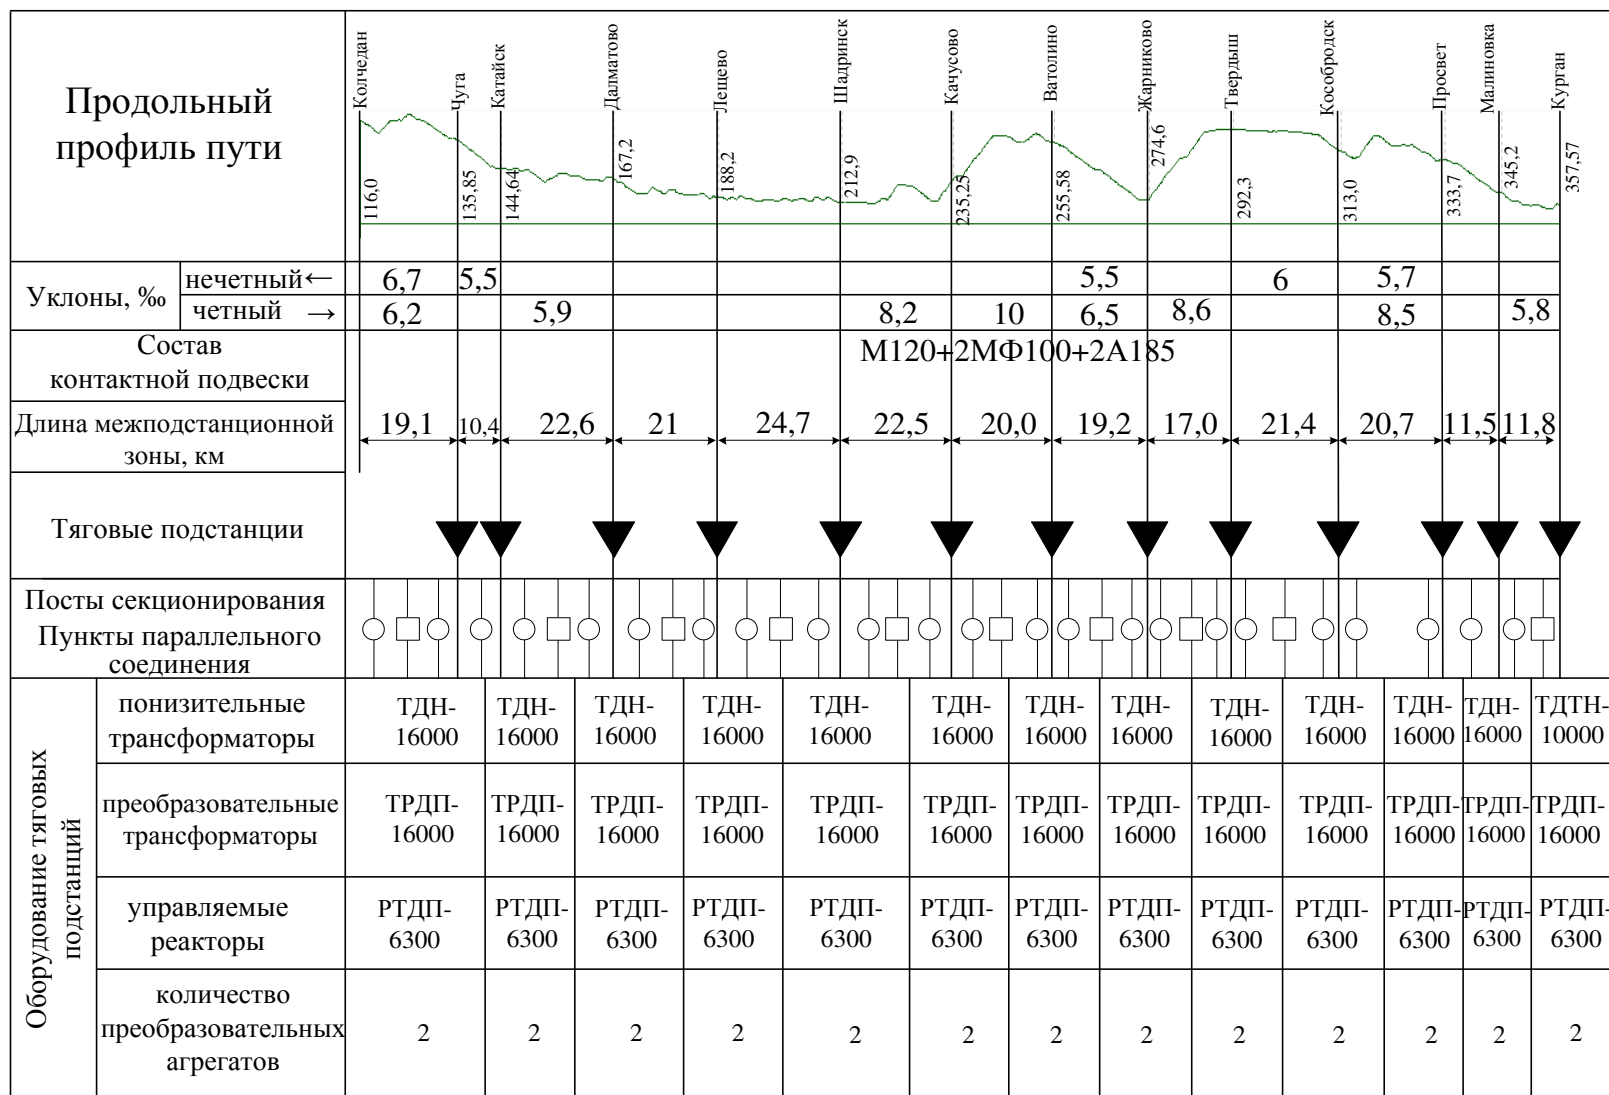 Продольный
профиль пути
Колчедан
Чуга
Катайск
Далматово
Лещево
Шадринск
Качусово
Ватолино
Жарниково
Твердыш
Кособродск
Просвет
Малиновка
Курган
116,0
135,85
144,64
167,2
188,2
212,9
235,25
255,58
274,6
292,3
313,0
333,7
345,2
357,57
Уклоны, ‰
нечетный ←
6,7 5,5 5,5 6 5,7
четный →
6,2 5,9 8,2 10 6,5 8,6 8,5 5,8
Состав
контактной подвески
М120+2МФ100+2А185
Длина межподстанционной
зоны, км
19,1 10,4 22,6 21 24,7 22,5 20,0 19,2 17,0 21,4 20,7 11,5 11,8
Тяговые подстанции
Посты секционирования
Пункты параллельного
соединения
Оборудование тяговых
подстанций
понизительные
трансформаторы
ТДН- ТДН- ТДН- ТДН- ТДН- ТДН- ТДН- ТДН- ТДН- ТДН- ТДН- ТДН- ТДТН-
16000 16000 16000 16000 16000 16000 16000 16000 16000 16000 16000 16000 10000
преобразовательные
трансформаторы
ТРДП- ТРДП- ТРДП- ТРДП- ТРДП- ТРДП- ТРДП- ТРДП- ТРДП- ТРДП- ТРДП- ТРДП- ТРДП-
16000 16000 16000 16000 16000 16000 16000 16000 16000 16000 16000 16000 16000
управляемые
реакторы
РТДП- РТДП- РТДП- РТДП- РТДП- РТДП- РТДП- РТДП- РТДП- РТДП- РТДП- РТДП- РТДП-
6300 6300 6300 6300 6300 6300 6300 6300 6300 6300 6300 6300 6300
количество
преобразовательных
агрегатов
2 2 2 2 2 2 2 2 2 2 2 2 2